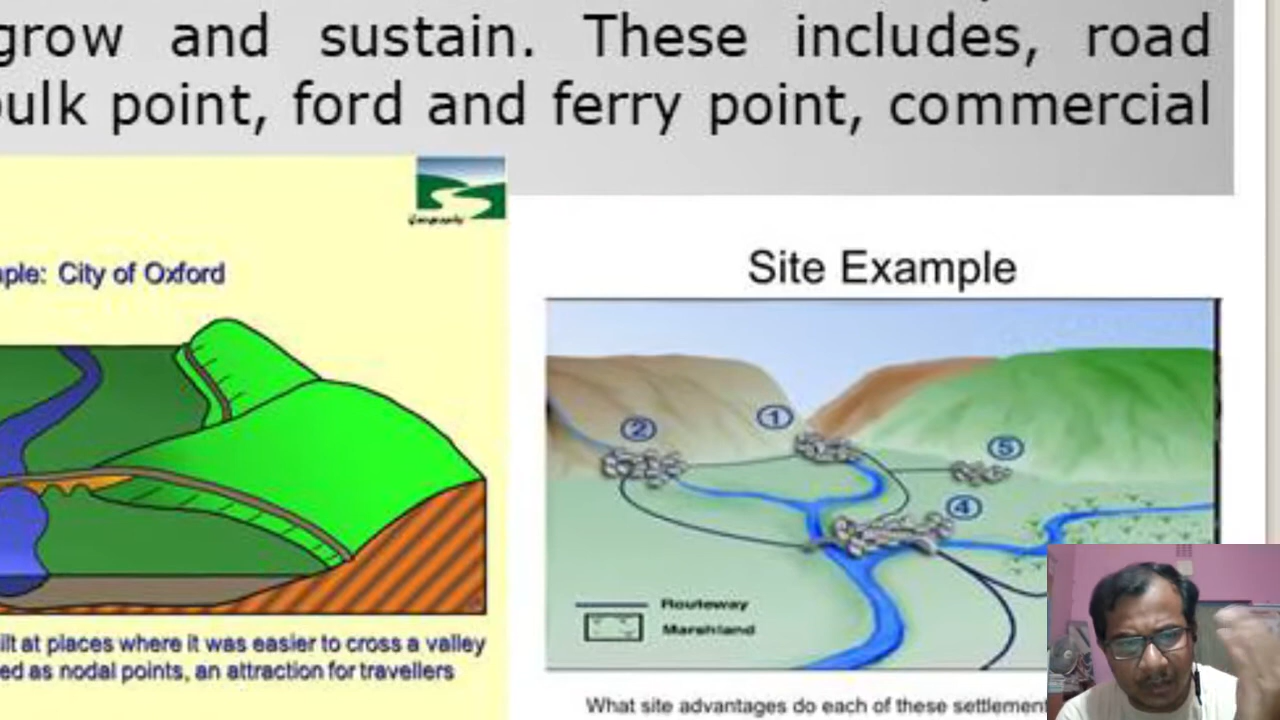 grow and sustain. These includes, road
ulk point, ford and ferry point, commercial
Geography
ple: City of Oxford
ilt at places where it was easier to cross a valley
ed as nodal points, an attraction for travellers
Site Example
1
2
5
4
Routeway
Marshland
What site advantages do each of these settlement